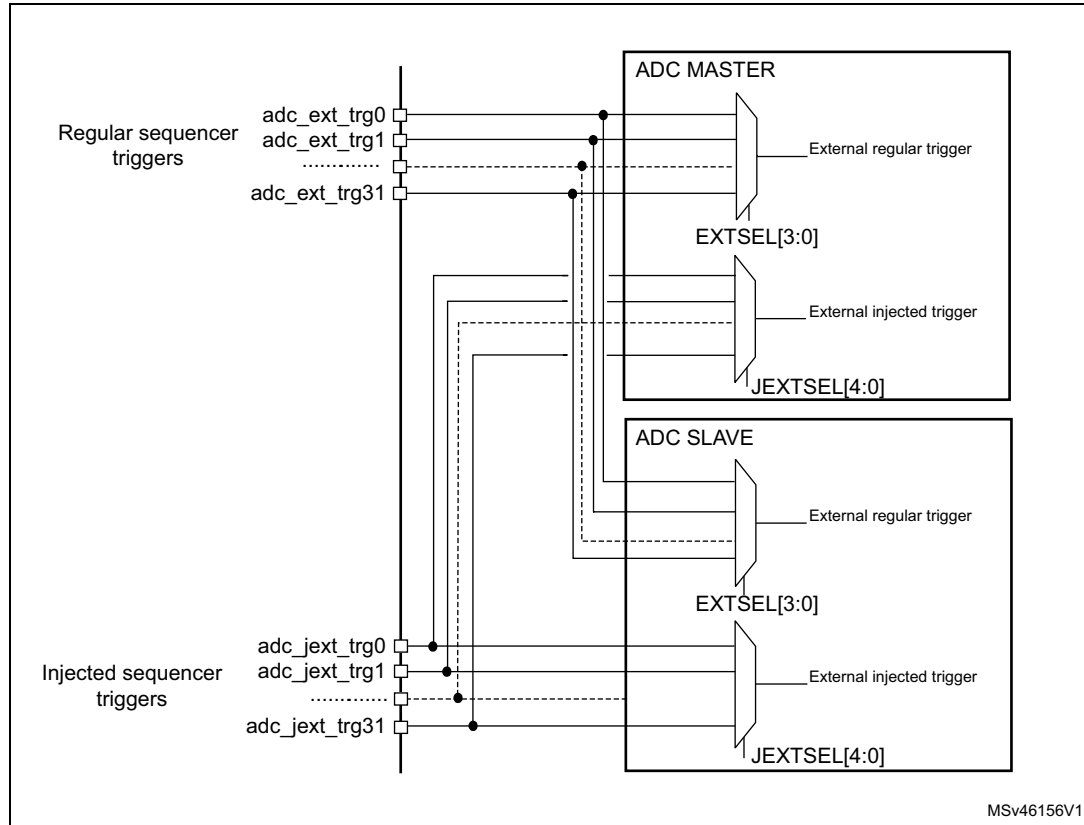 ADC MASTER
Regular sequencer
triggers
adc_ext_trg0
adc_ext_trg1
............
adc_ext_trg31
External regular trigger
EXTSEL[3:0]
External injected trigger
JEXTSEL[4:0]
ADC SLAVE
External regular trigger
EXTSEL[3:0]
Injected sequencer
triggers
adc_jext_trg0
adc_jext_trg1
............
adc_jext_trg31
External injected trigger
JEXTSEL[4:0]
MSv46156V1